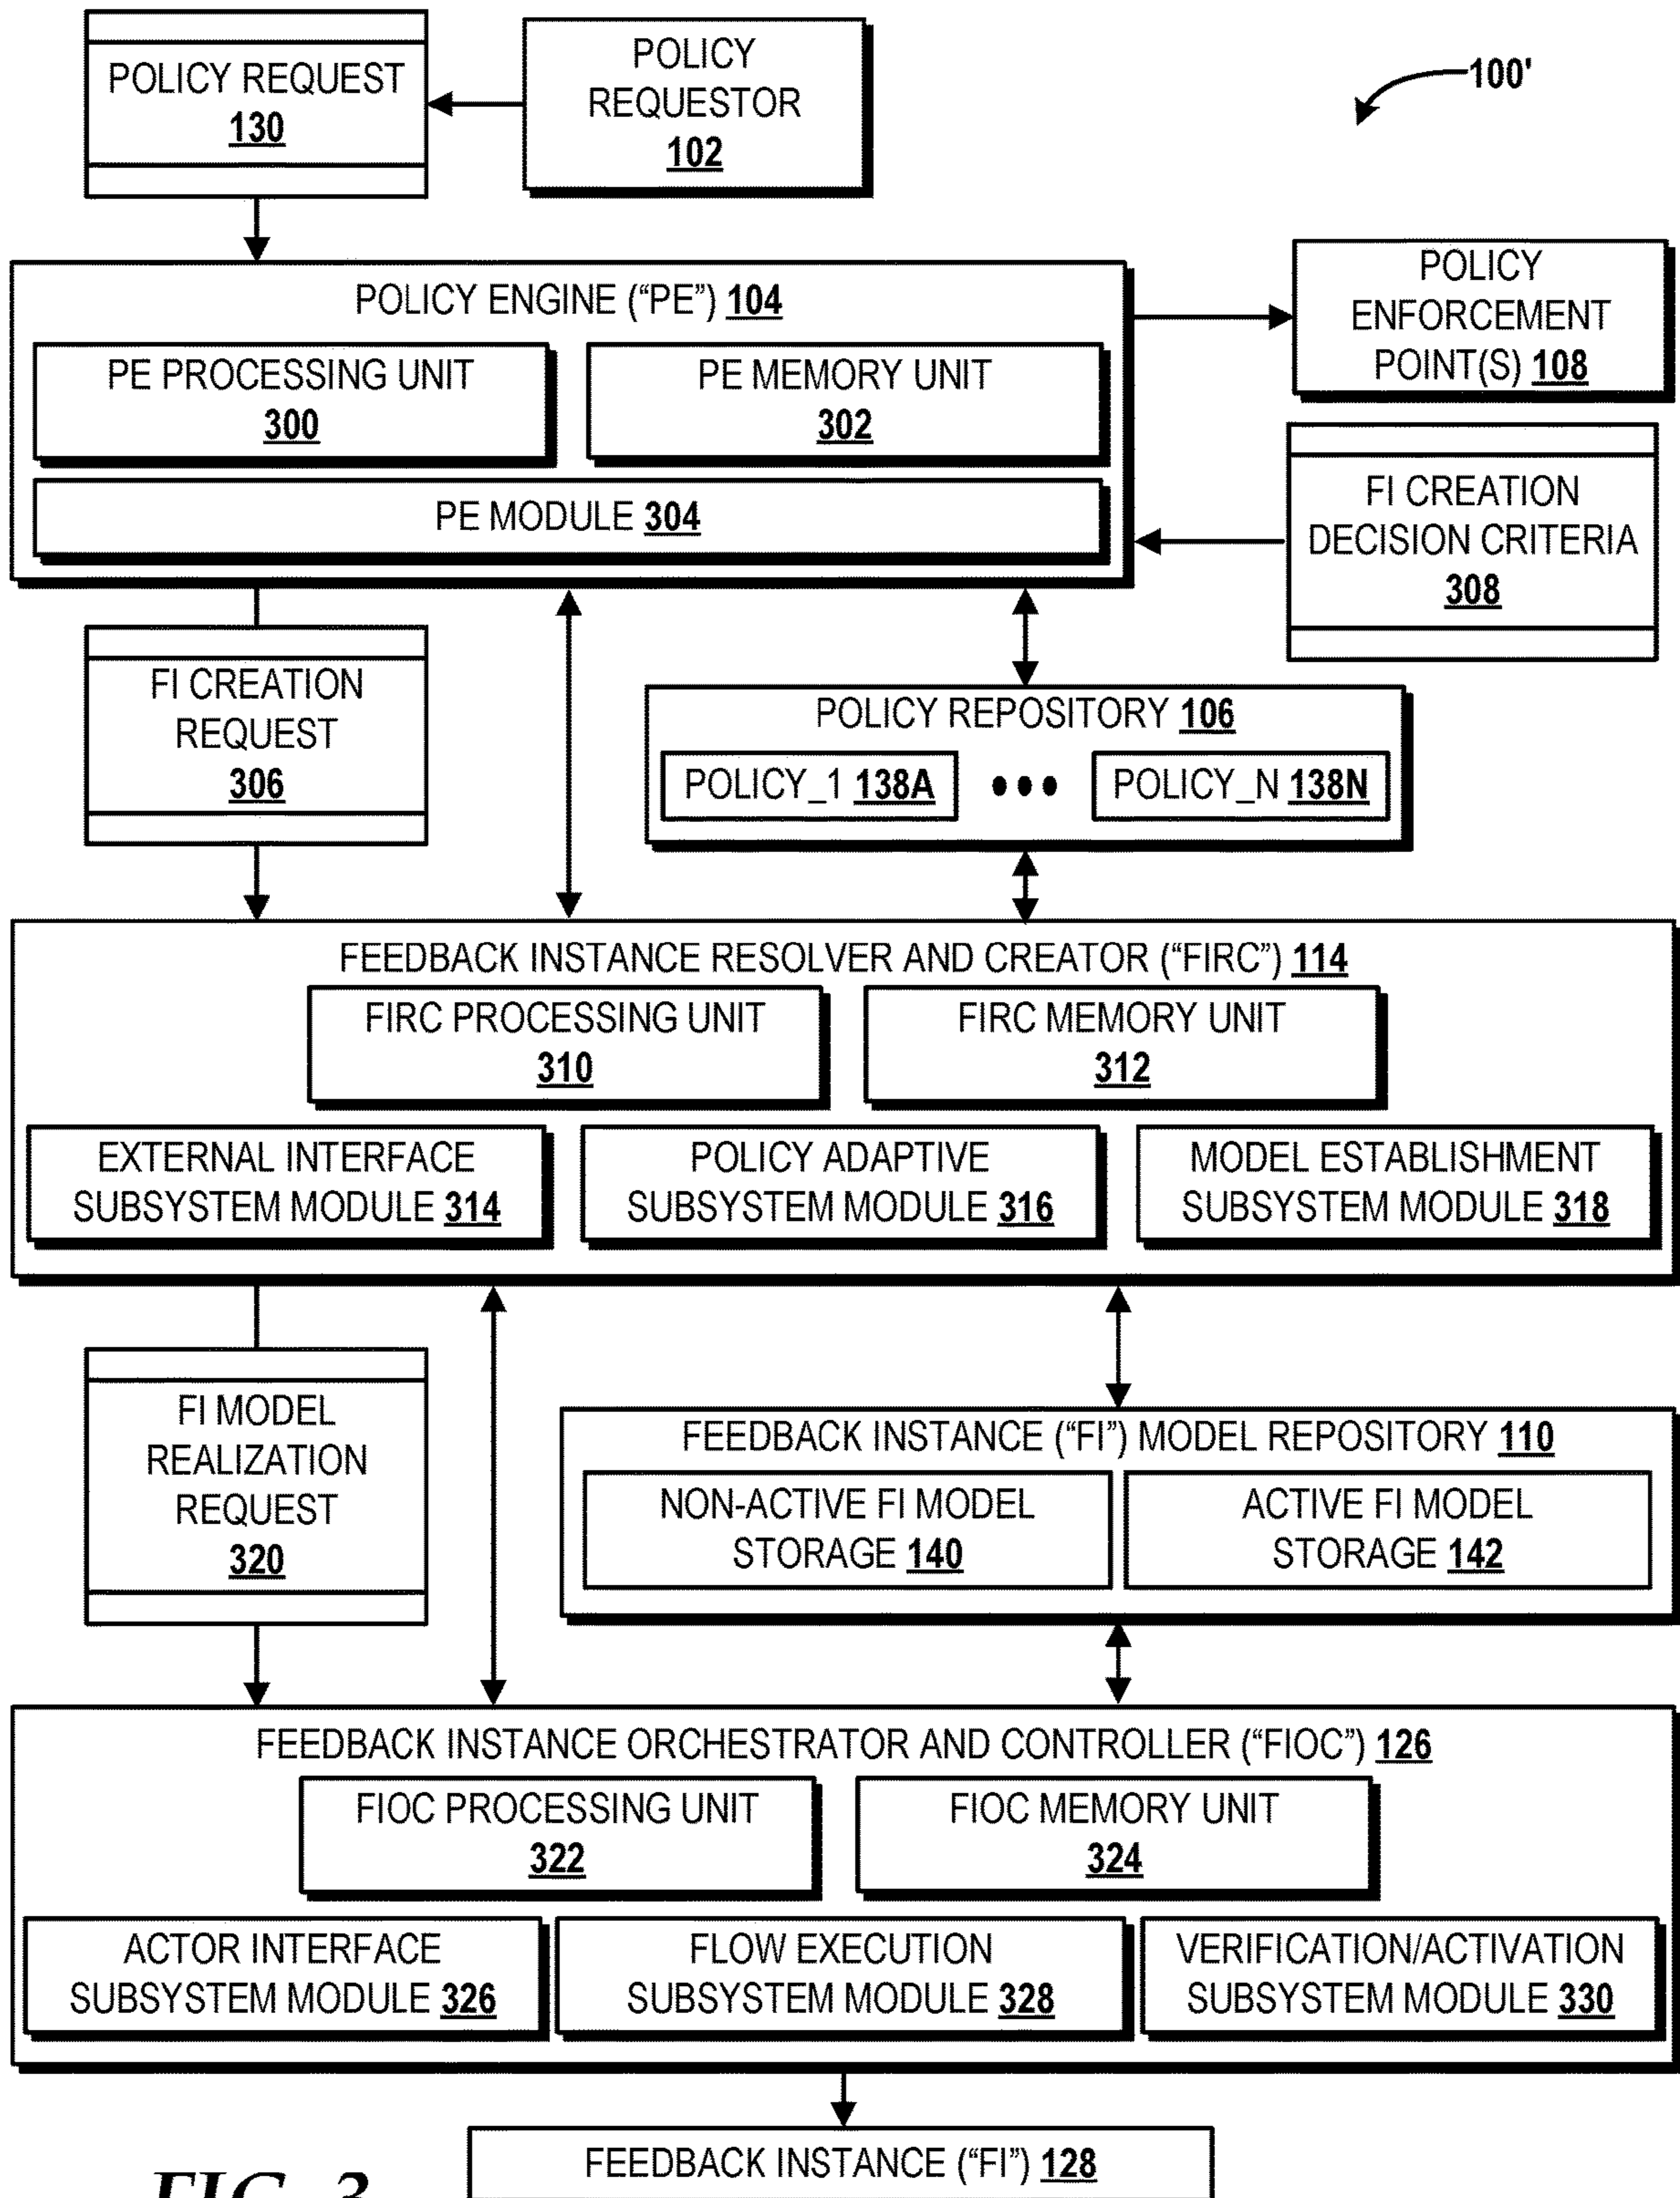 POLICY REQUEST
130
POLICY
REQUESTOR
102
100'
POLICY ENGINE (“PE”) 104
PE PROCESSING UNIT
300
PE MEMORY UNIT
302
PE MODULE 304
POLICY
ENFORCEMENT
POINT(S) 108
FI CREATION
DECISION CRITERIA
308
FI CREATION
REQUEST
306
POLICY REPOSITORY 106
POLICY_1 138A
•••
POLICY_N 138N
FEEDBACK INSTANCE RESOLVER AND CREATOR (“FIRC”) 114
FIRC PROCESSING UNIT
310
FIRC MEMORY UNIT
312
EXTERNAL INTERFACE
SUBSYSTEM MODULE 314
POLICY ADAPTIVE
SUBSYSTEM MODULE 316
MODEL ESTABLISHMENT
SUBSYSTEM MODULE 318
FI MODEL
REALIZATION
REQUEST
320
FEEDBACK INSTANCE (“FI”) MODEL REPOSITORY 110
NON-ACTIVE FI MODEL
STORAGE 140
ACTIVE FI MODEL
STORAGE 142
FEEDBACK INSTANCE ORCHESTRATOR AND CONTROLLER (“FIOC”) 126
FIOC PROCESSING UNIT
322
FIOC MEMORY UNIT
324
ACTOR INTERFACE
SUBSYSTEM MODULE 326
FLOW EXECUTION
SUBSYSTEM MODULE 328
VERIFICATION/ACTIVATION
SUBSYSTEM MODULE 330
FEEDBACK INSTANCE (“FI”) 128
FIG. 3